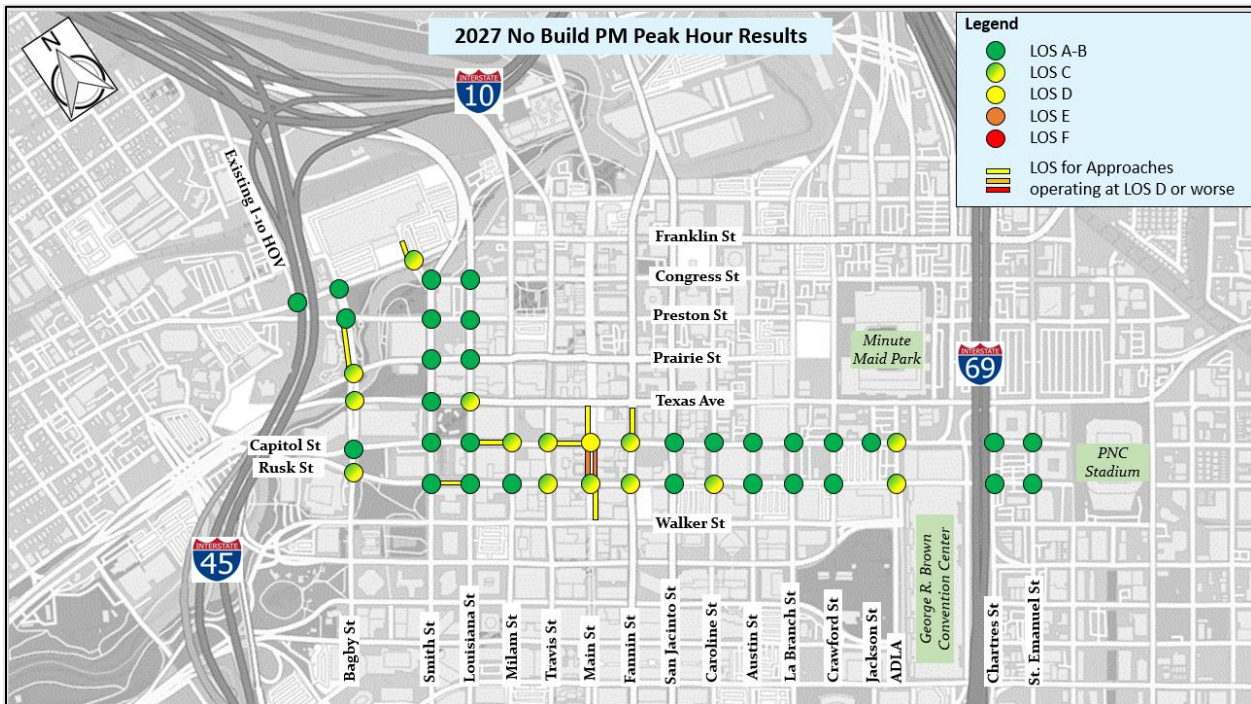 2027 No Build PM Peak Hour Results
Legend
LOS A-B
LOS C
LOS D
LOS E
LOS F
LOS for Approaches
operating at LOS D or worse
N
INTERSTATE
10
Existing I-10 HOV
Franklin St
Congress St
Preston St
Prairie St
Texas Ave
Minute
Maid Park
INTERSTATE
69
Capitol St
Rusk St
PNC
Stadium
Walker St
INTERSTATE
45
George R. Brown
Convention Center
Bagby St
Smith St
Louisiana St
Milam St
Travis St
Main St
Fannin St
San Jacinto St
Caroline St
Austin St
La Branch St
Crawford St
Jackson St
ADLA
Chartres St
St. Emanuel St